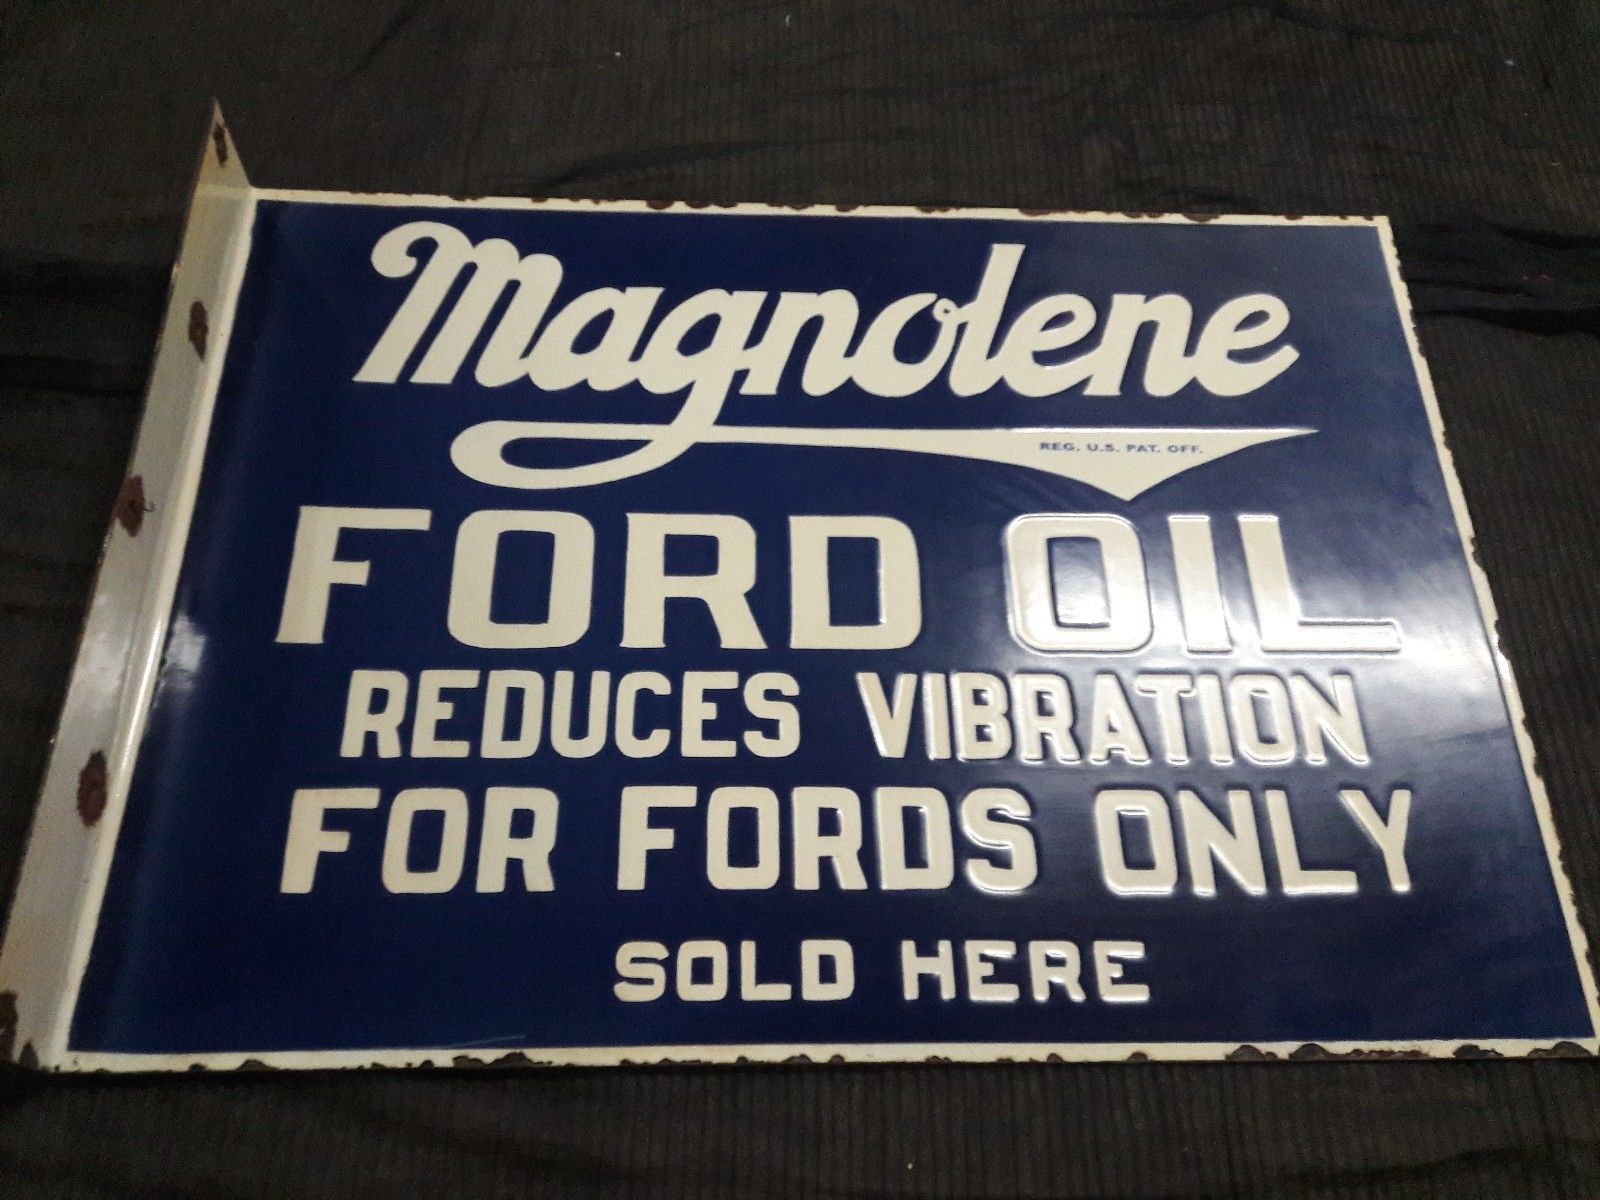 Magnolene
REG. U.S. PAT. OFF.
FORD OIL
REDUCES VIBRATION
FOR FORDS ONLY
SOLD HERE